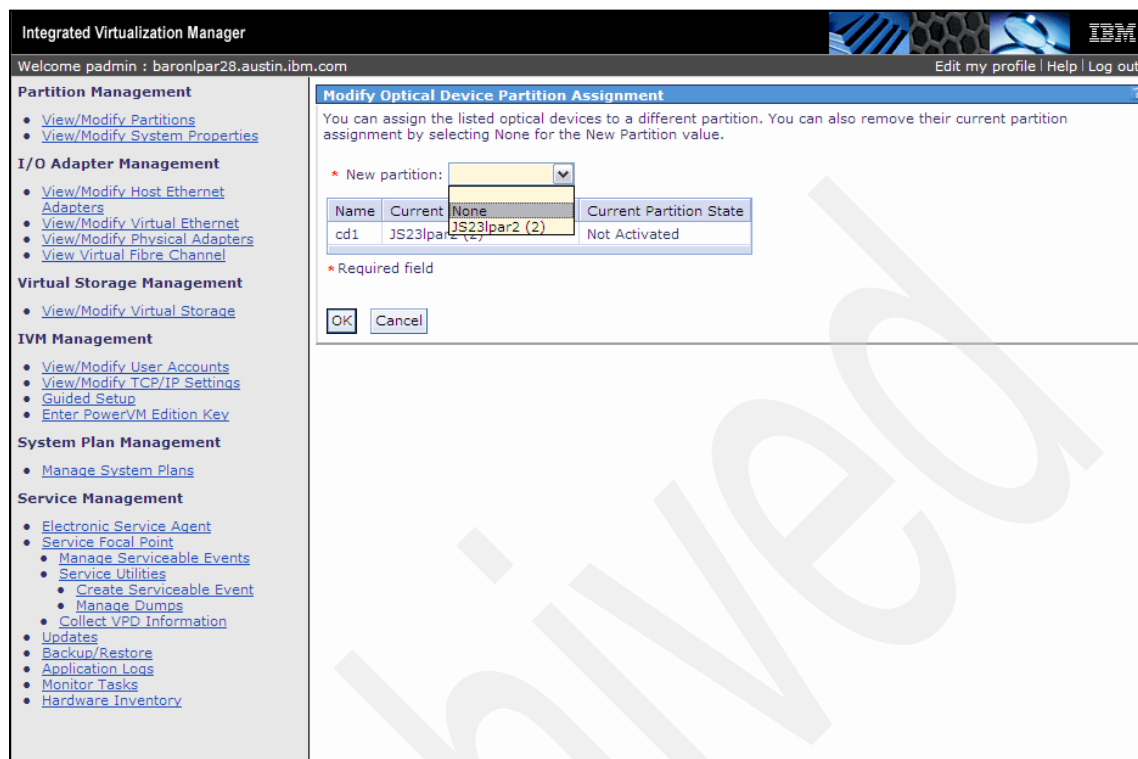 Integrated Virtualization Manager
IBM
Welcome padmin : baronlpar28.austin.ibm.com
Edit my profile | Help | Log out
Partition Management
View/Modify Partitions
View/Modify System Properties
I/O Adapter Management
View/Modify Host Ethernet
Adapters
View/Modify Virtual Ethernet
View/Modify Physical Adapters
View Virtual Fibre Channel
Virtual Storage Management
View/Modify Virtual Storage
IVM Management
View/Modify User Accounts
View/Modify TCP/IP Settings
Guided Setup
Enter PowerVM Edition Key
System Plan Management
Manage System Plans
Service Management
Electronic Service Agent
Service Focal Point
Manage Serviceable Events
Service Utilities
Create Serviceable Event
Manage Dumps
Collect VPD Information
Updates
Backup/Restore
Application Logs
Monitor Tasks
Hardware Inventory
Modify Optical Device Partition Assignment
You can assign the listed optical devices to a different partition. You can also remove their current partition
assignment by selecting None for the New Partition value.
* New partition:
None
JS23lpar2 (2)
Name Current Current Partition State
cd1 JS23lpar2 (2) Not Activated
* Required field
OK Cancel
hived